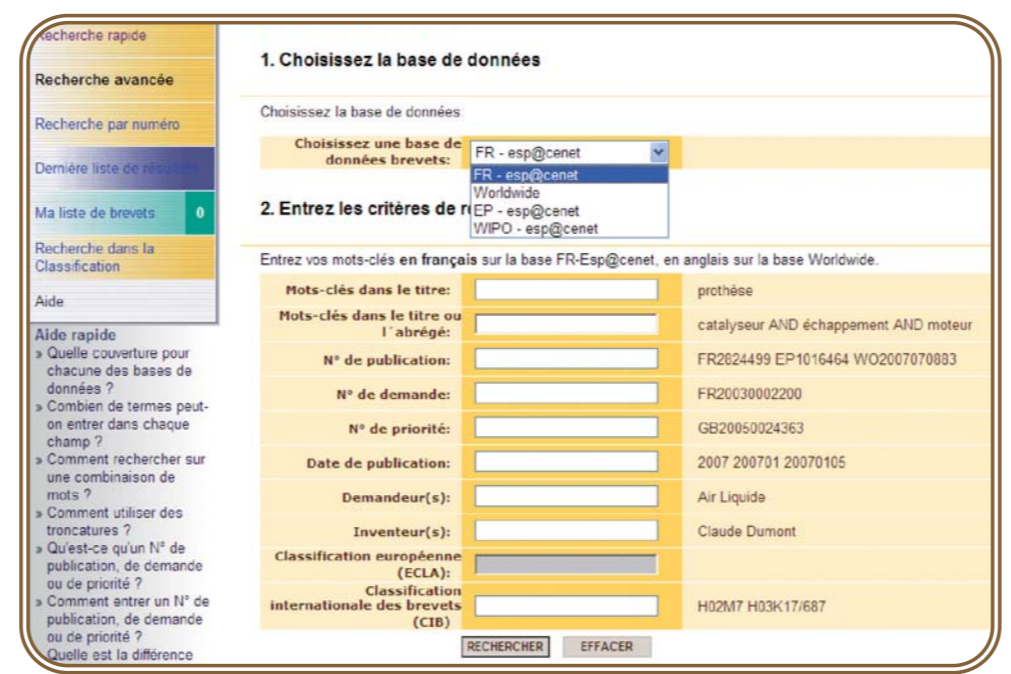 Recherche rapide
Recherche avancée
Recherche par numéro
Dernière liste de
Ma liste de brevets 0
Recherche dans la
Classification
Aide
Aide rapide
» Quelle couverture pour
chacune des bases de
données ?
» Combien de termes peut-
on entrer dans chaque
champ ?
» Comment rechercher sur
une combinaison de
mots ?
» Comment utiliser des
troncatures ?
» Qu'est-ce qu'un N° de
publication, de demande
ou de priorité ?
» Comment entrer un N° de
publication, de demande
ou de priorité ?
Quelle est la différence
1. Choisissez la base de données
Choisissez la base de données:
Choisissez une base de
données brevets:
FR - esp@cenet
FR - esp@cenet
Worldwide
EP - esp@cenet
WIPO - esp@cenet
2. Entrez les critères de
Entrez vos mots-clés en français sur la base FR-Esp@cenet, en anglais sur la base Worldwide.
Mots-clés dans le titre: prothèse
Mots-clés dans le titre ou
l´abrégé: catalyseur AND échappement AND moteur
N° de publication: FR2824499 EP1016464 WO2007070883
N° de demande: FR20030002200
N° de priorité: GB20050024363
Date de publication: 2007 200701 20070105
Demandeur(s): Air Liquide
Inventeur(s): Claude Dumont
Classification européenne
(ECLA):
Classification
internationale des brevets
(CIB) H02M7 H03K17/687
RECHERCHER EFFACER